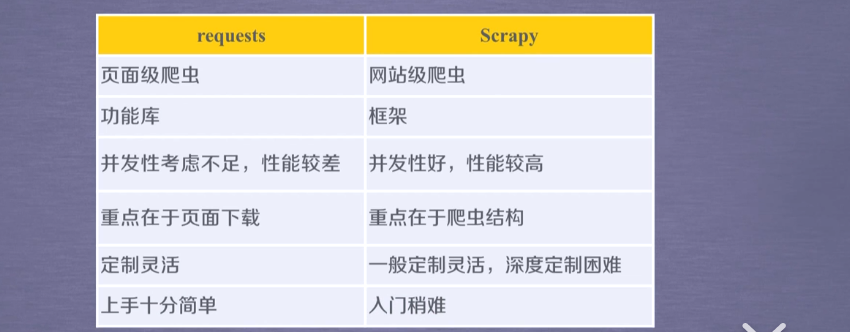 requests Scrapy
页面级爬虫 网站级爬虫
功能库 框架
并发性考虑不足，性能较差 并发性好，性能较高
重点在于页面下载 重点在于爬虫结构
定制灵活 一般定制灵活，深度定制困难
上手十分简单 入门稍难